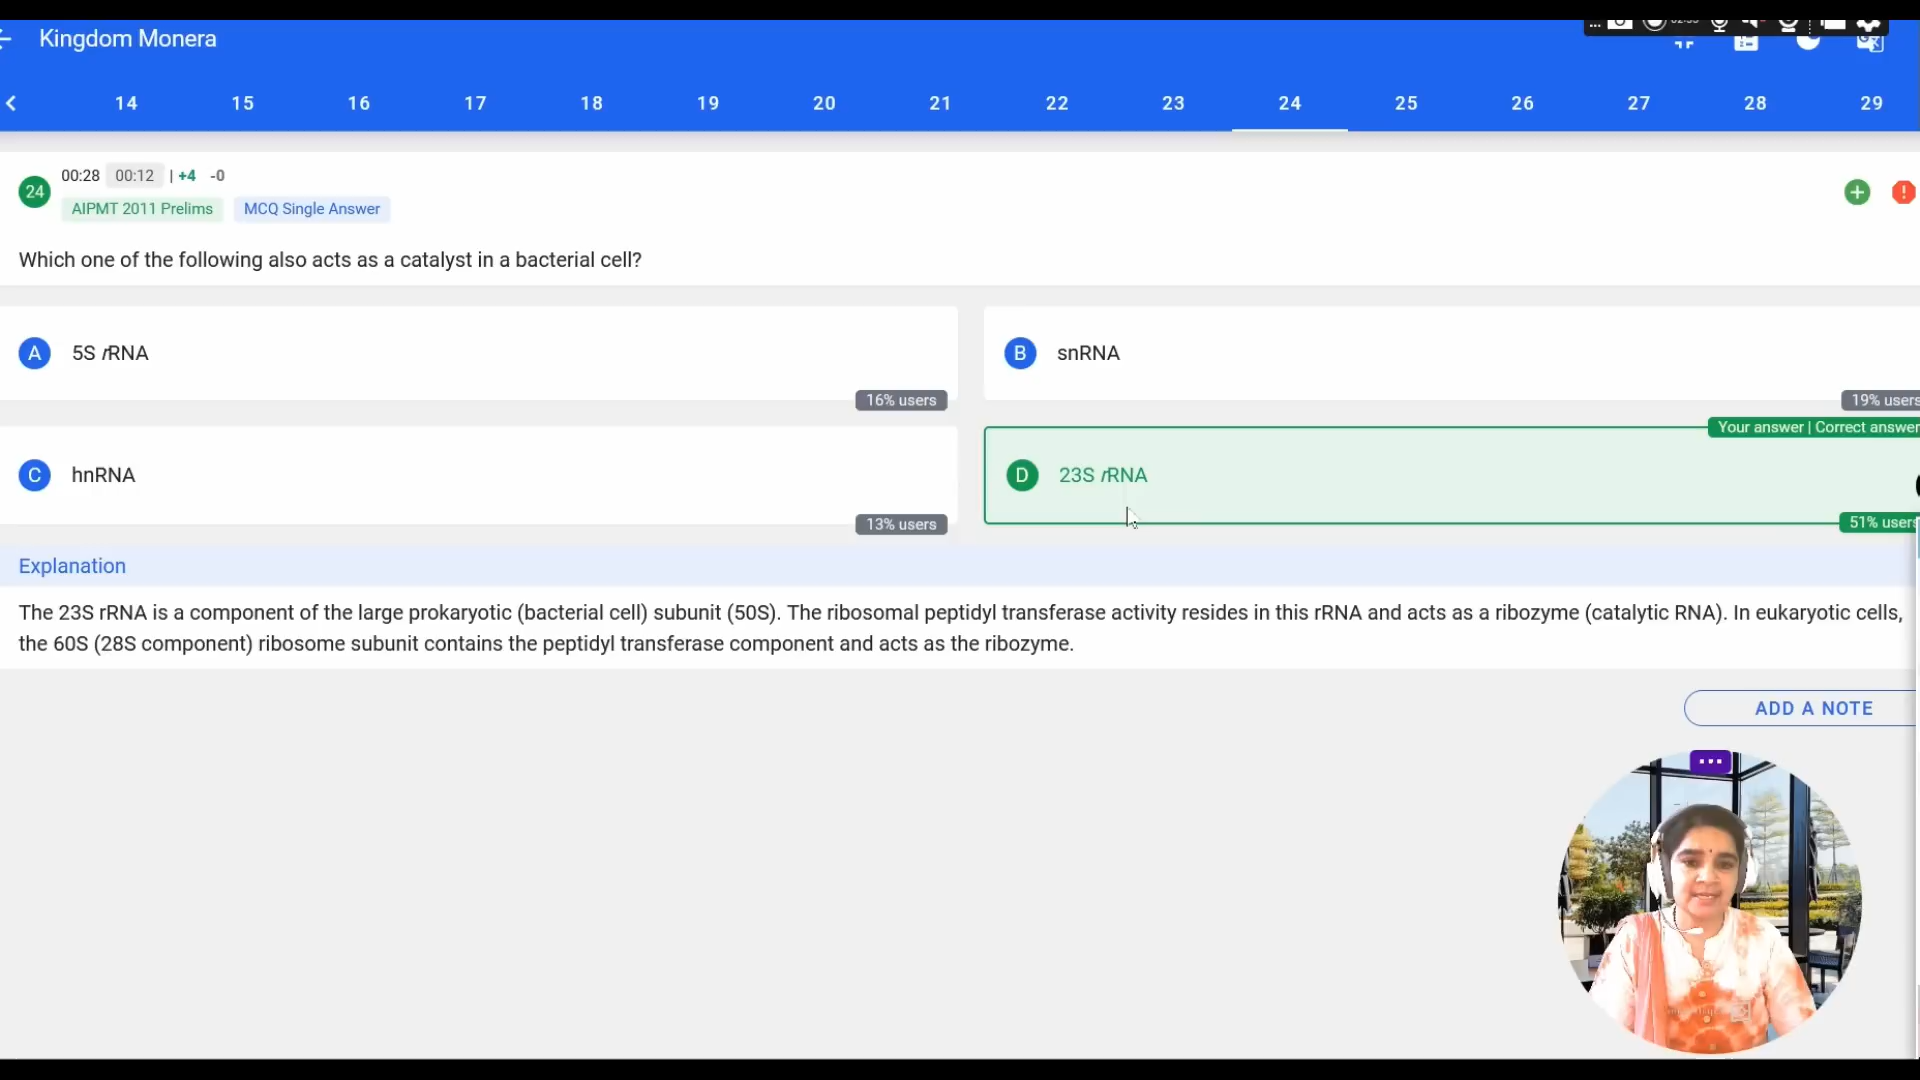 Kingdom Monera
14 15 16 17 18 19 20 21 22 23 24 25 26 27 28 29
24
00:28 00:12 | +4 -0
AIPMT 2011 Prelims MCQ Single Answer
Which one of the following also acts as a catalyst in a bacterial cell?
A 5S rRNA
16% users
B snRNA
19% users
C hnRNA
13% users
Your answer | Correct answer
D 23S rRNA
51% users
Explanation
The 23S rRNA is a component of the large prokaryotic (bacterial cell) subunit (50S). The ribosomal peptidyl transferase activity resides in this rRNA and acts as a ribozyme (catalytic RNA). In eukaryotic cells,
the 60S (28S component) ribosome subunit contains the peptidyl transferase component and acts as the ribozyme.
ADD A NOTE